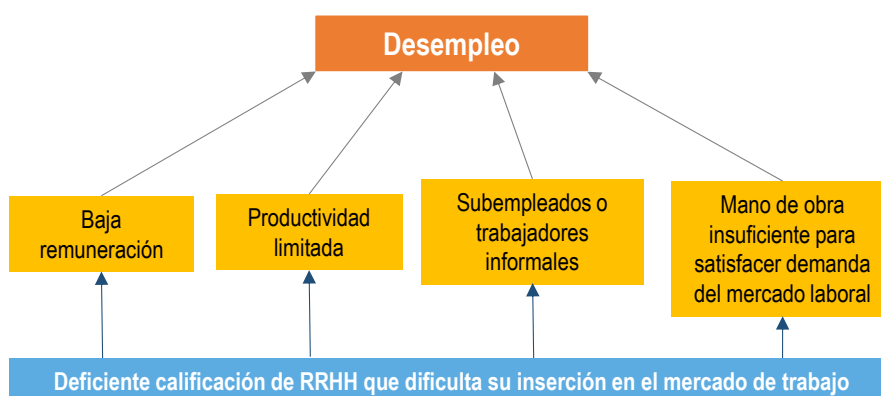 Desempleo
Baja
remuneración
Productividad
limitada
Subempleados o
trabajadores
informales
Mano de obra
insuficiente para
satisfacer demanda
del mercado laboral
Deficiente calificación de RRHH que dificulta su inserción en el mercado de trabajo